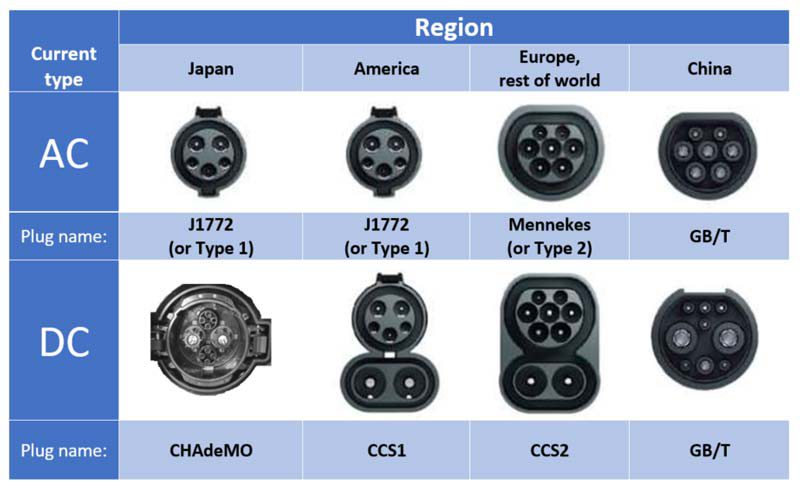 Region
Current
type
Japan
America
Europe,
rest of world
China
AC
Plug name:
J1772
(or Type 1)
J1772
(or Type 1)
Mennekes
(or Type 2)
GB/T
DC
Plug name:
CHAdeMO
CCS1
CCS2
GB/T